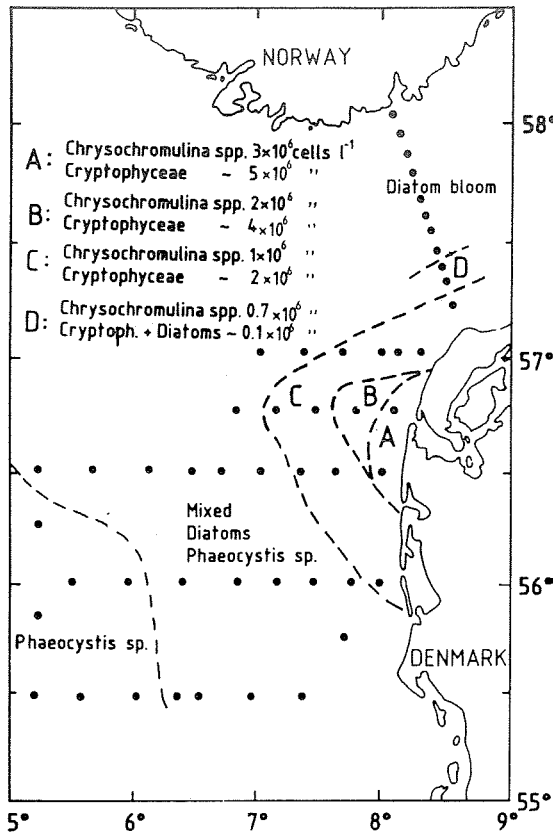 NORWAY
58°
A: Chrysochromulina spp. 3×10⁶ cells l⁻¹
Cryptophyceae ~ 5×10⁶ "
B: Chrysochromulina spp. 2×10⁶ "
Cryptophyceae ~ 4×10⁶ "
C: Chrysochromulina spp. 1×10⁶ "
Cryptophyceae ~ 2×10⁶ "
D: Chrysochromulina spp. 0.7×10⁶ "
Cryptoph. + Diatoms ~ 0.1×10⁶ "
Diatom bloom
D
57°
C
B
A
Mixed
Diatoms
Phaeocystis sp.
56°
Phaeocystis sp.
DENMARK
55°
5° 6° 7° 8° 9°